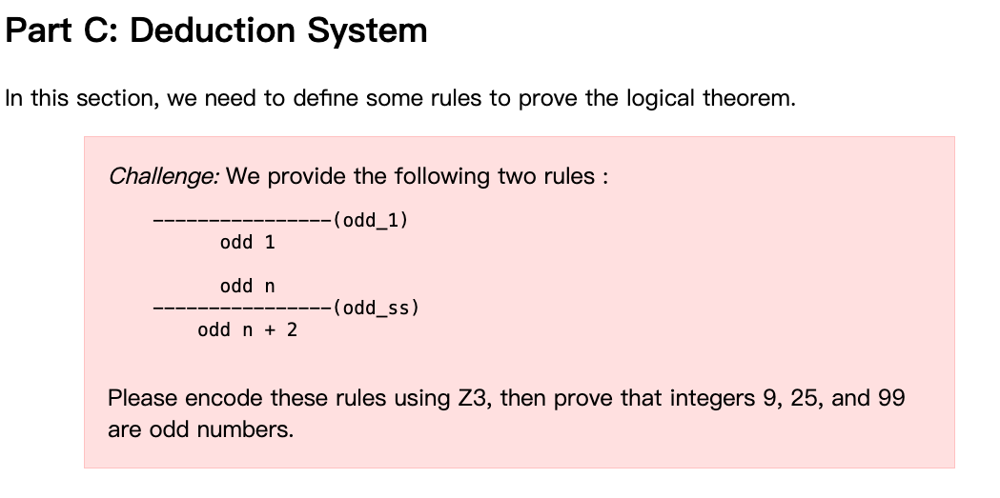 Part C: Deduction System
In this section, we need to define some rules to prove the logical theorem.
Challenge: We provide the following two rules :
----------------(odd_1)
odd 1
odd n
----------------(odd_ss)
odd n + 2
Please encode these rules using Z3, then prove that integers 9, 25, and 99
are odd numbers.